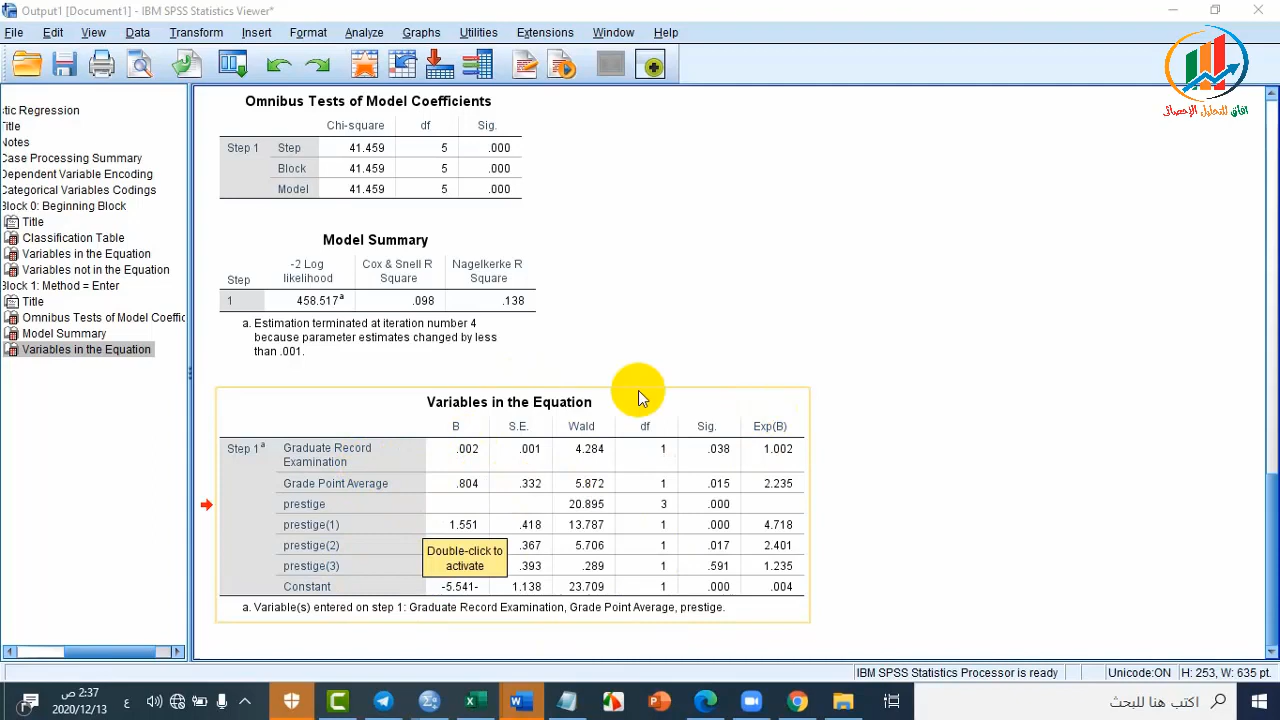 Output1 [Document1] - IBM SPSS Statistics Viewer*
File Edit View Data Transform Insert Format Analyze Graphs Utilities Extensions Window Help
افاق للتحليل الإحصائي
stic Regression
Title
Notes
Case Processing Summary
Dependent Variable Encoding
Categorical Variables Codings
Block 0: Beginning Block
Title
Classification Table
Variables in the Equation
Variables not in the Equation
Block 1: Method = Enter
Title
Omnibus Tests of Model Coeffic
Model Summary
Variables in the Equation
Omnibus Tests of Model Coefficients
Chi-square df Sig.
Step 1 Step 41.459 5 .000
Block 41.459 5 .000
Model 41.459 5 .000
Model Summary
Step -2 Log likelihood Cox & Snell R Square Nagelkerke R Square
1 458.517a .098 .138
a. Estimation terminated at iteration number 4
because parameter estimates changed by less
than .001.
Variables in the Equation
B S.E. Wald df Sig. Exp(B)
Step 1a Graduate Record Examination .002 .001 4.284 1 .038 1.002
Grade Point Average .804 .332 5.872 1 .015 2.235
prestige 20.895 3 .000
prestige(1) 1.551 .418 13.787 1 .000 4.718
prestige(2) .367 5.706 1 .017 2.401
prestige(3) .393 .289 1 .591 1.235
Constant -5.541- 1.138 23.709 1 .000 .004
Double-click to
activate
a. Variable(s) entered on step 1: Graduate Record Examination, Grade Point Average, prestige.
IBM SPSS Statistics Processor is ready Unicode:ON H: 253, W: 635 pt.
2:37 ص
2020/12/13
ع
اكتب هنا للبحث